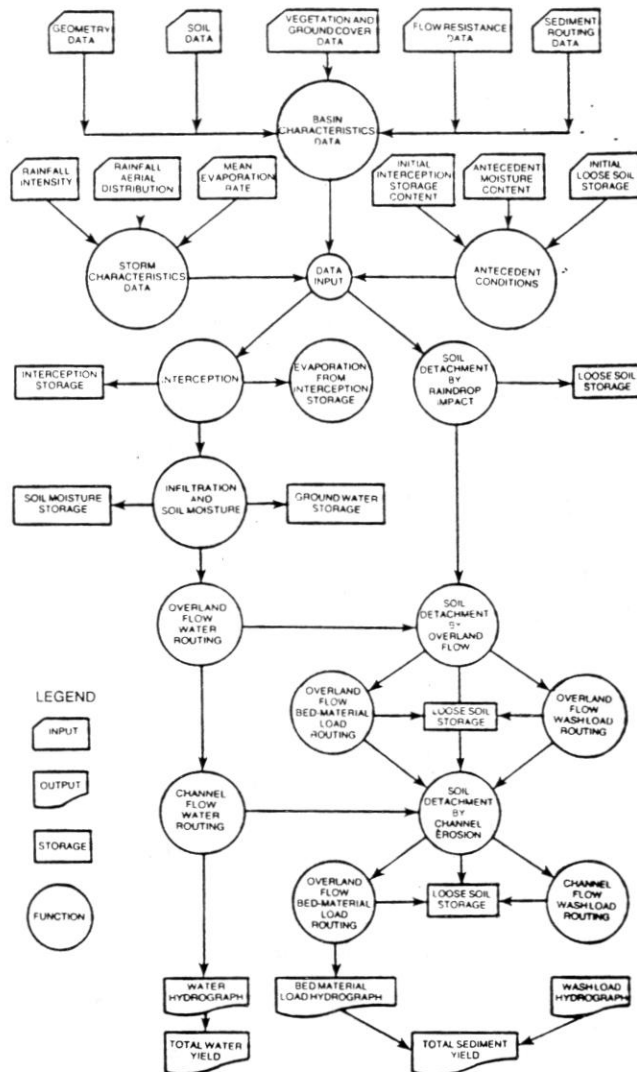 GEOMETRY
DATA
SOIL
DATA
VEGETATION AND
GROUND COVER
DATA
FLOW RESISTANCE
DATA
SEDIMENT
ROUTING
DATA
BASIN
CHARACTERISTICS
DATA
RAINFALL
INTENSITY
RAINFALL
AERIAL
DISTRIBUTION
MEAN
EVAPORATION
RATE
INITIAL
INTERCEPTION
STORAGE
CONTENT
ANTECEDENT
MOISTURE
CONTENT
INITIAL
LOOSE SOIL
STORAGE
STORM
CHARACTERISTICS
DATA
DATA
INPUT
ANTECEDENT
CONDITIONS
INTERCEPTION
STORAGE
INTERCEPTION
EVAPORATION
FROM
INTERCEPTION
STORAGE
SOIL
DETACHMENT
BY
RAINDROP
IMPACT
LOOSE SOIL
STORAGE
SOIL MOISTURE
STORAGE
INFILTRATION
AND
SOIL MOISTURE
GROUND WATER
STORAGE
OVERLAND
FLOW
WATER
ROUTING
SOIL
DETACHMENT
BY
OVERLAND
FLOW
OVERLAND
FLOW
BED-MATERIAL
LOAD
ROUTING
LOOSE SOIL
STORAGE
OVERLAND
FLOW
WASH LOAD
ROUTING
LEGEND
INPUT
OUTPUT
STORAGE
FUNCTION
CHANNEL
FLOW
WATER
ROUTING
SOIL
DETACHMENT
BY
CHANNEL
EROSION
OVERLAND
FLOW
BED-MATERIAL
LOAD
ROUTING
LOOSE SOIL
STORAGE
CHANNEL
FLOW
WASH LOAD
ROUTING
WATER
HYDROGRAPH
BED MATERIAL
LOAD HYDROGRAPH
WASH LOAD
HYDROGRAPH
TOTAL WATER
YIELD
TOTAL SEDIMENT
YIELD